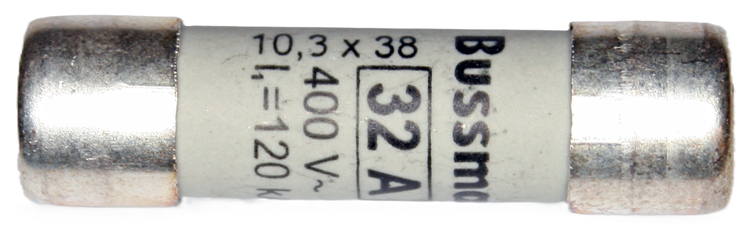 10,3 x 38
Bussm
32 A
400 V~
I₁=120 k